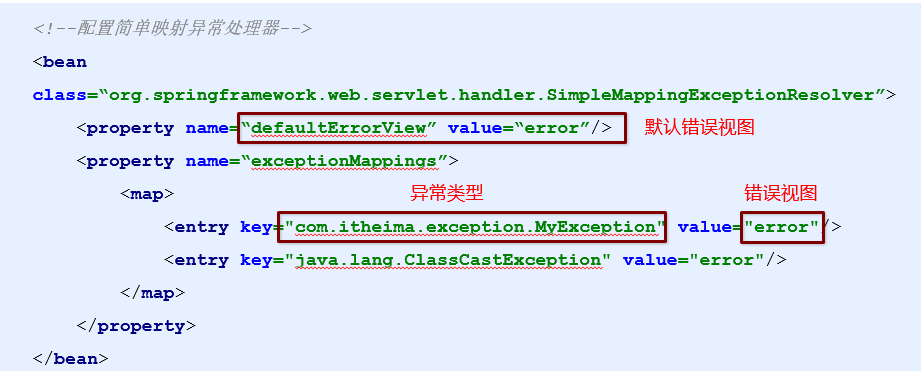 <!--配置简单映射异常处理器-->
<bean
class=“org.springframework.web.servlet.handler.SimpleMappingExceptionResolver”>
<property name=“defaultErrorView” value=“error”/> 默认错误视图
<property name=“exceptionMappings”>
<map> 异常类型 错误视图
<entry key="com.itheima.exception.MyException" value="error"/>
<entry key="java.lang.ClassCastException" value="error"/>
</map>
</property>
</bean>